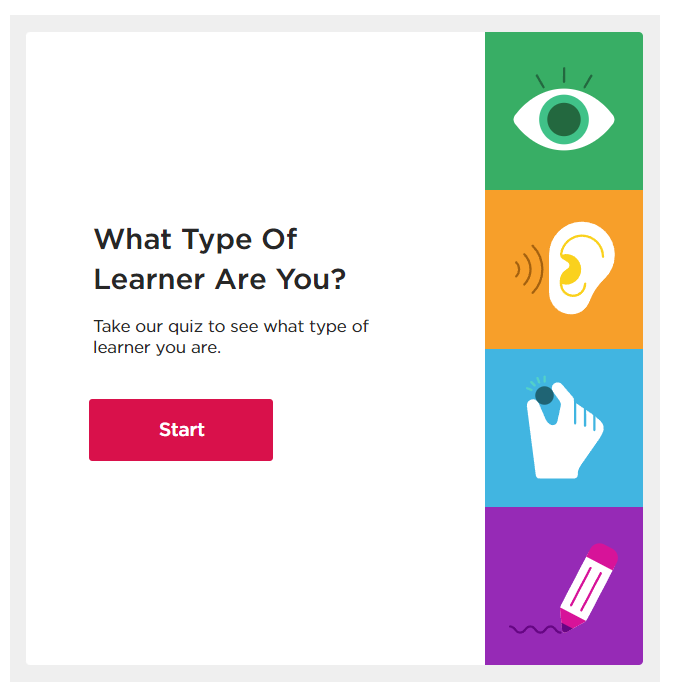 What Type Of
Learner Are You?
Take our quiz to see what type of
learner you are.
Start